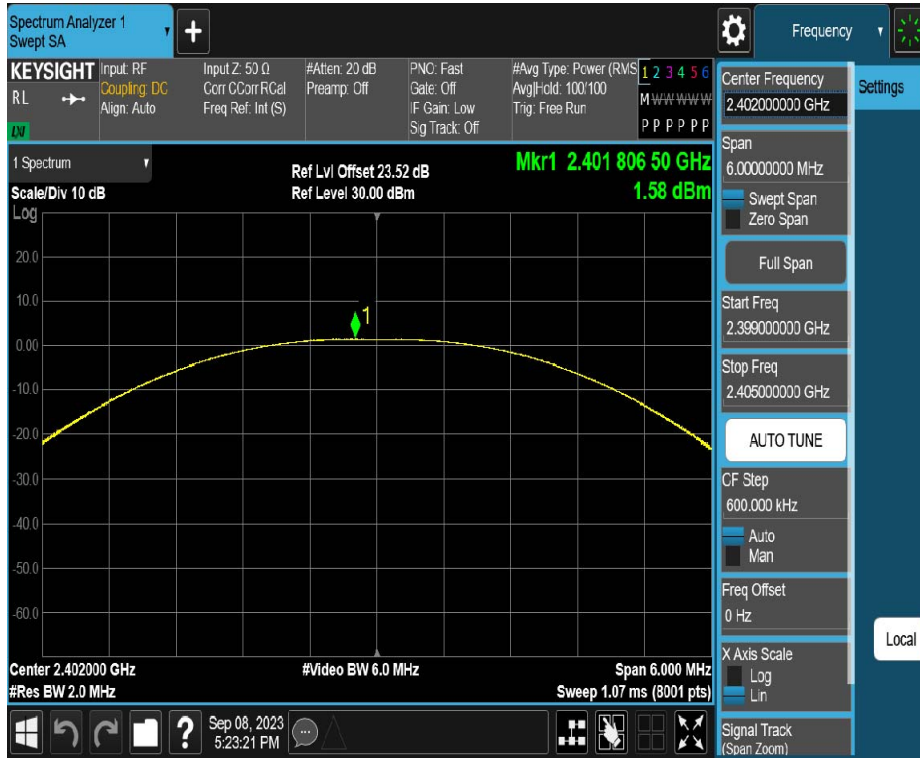 Spectrum Analyzer 1
Swept SA
Frequency
KEYSIGHT
RL
LXI
Input: RF
Coupling: DC
Align: Auto
Input Z: 50 Ω
Corr CCorr RCal
Freq Ref: Int (S)
#Atten: 20 dB
Preamp: Off
PNO: Fast
Gate: Off
IF Gain: Low
Sig Track: Off
#Avg Type: Power (RMS
Avg|Hold: 100/100
Trig: Free Run
1 2 3 4 5 6
M W W W W W
P P P P P P
Center Frequency
2.402000000 GHz
Settings
Span
6.00000000 MHz
Swept Span
Zero Span
Full Span
Start Freq
2.399000000 GHz
Stop Freq
2.405000000 GHz
AUTO TUNE
CF Step
600.000 kHz
Auto
Man
Freq Offset
0 Hz
X Axis Scale
Log
Lin
Signal Track
(Span Zoom)
Local
1 Spectrum
Scale/Div 10 dB
Log
Ref Lvl Offset 23.52 dB
Ref Level 30.00 dBm
Mkr1 2.401 806 50 GHz
1.58 dBm
20.0
10.0
1
0.00
-10.0
-20.0
-30.0
-40.0
-50.0
-60.0
Center 2.402000 GHz
#Res BW 2.0 MHz
#Video BW 6.0 MHz
Span 6.000 MHz
Sweep 1.07 ms (8001 pts)
?
Sep 08, 2023
5:23:21 PM